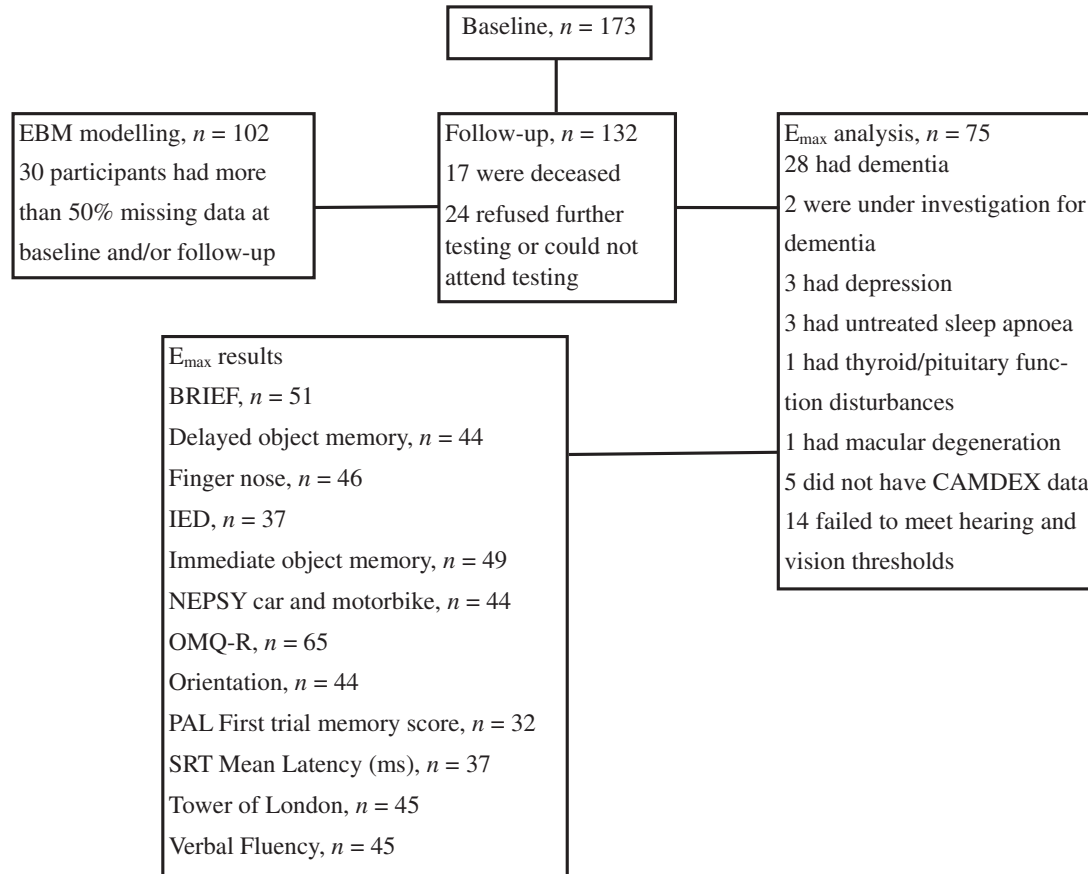 Baseline, n = 173
EBM modelling, n = 102
30 participants had more
than 50% missing data at
baseline and/or follow-up
Follow-up, n = 132
17 were deceased
24 refused further
testing or could not
attend testing
Emax analysis, n = 75
28 had dementia
2 were under investigation for
dementia
3 had depression
3 had untreated sleep apnoea
1 had thyroid/pituitary func-
tion disturbances
1 had macular degeneration
5 did not have CAMDEX data
14 failed to meet hearing and
vision thresholds
Emax results
BRIEF, n = 51
Delayed object memory, n = 44
Finger nose, n = 46
IED, n = 37
Immediate object memory, n = 49
NEPSY car and motorbike, n = 44
OMQ-R, n = 65
Orientation, n = 44
PAL First trial memory score, n = 32
SRT Mean Latency (ms), n = 37
Tower of London, n = 45
Verbal Fluency, n = 45